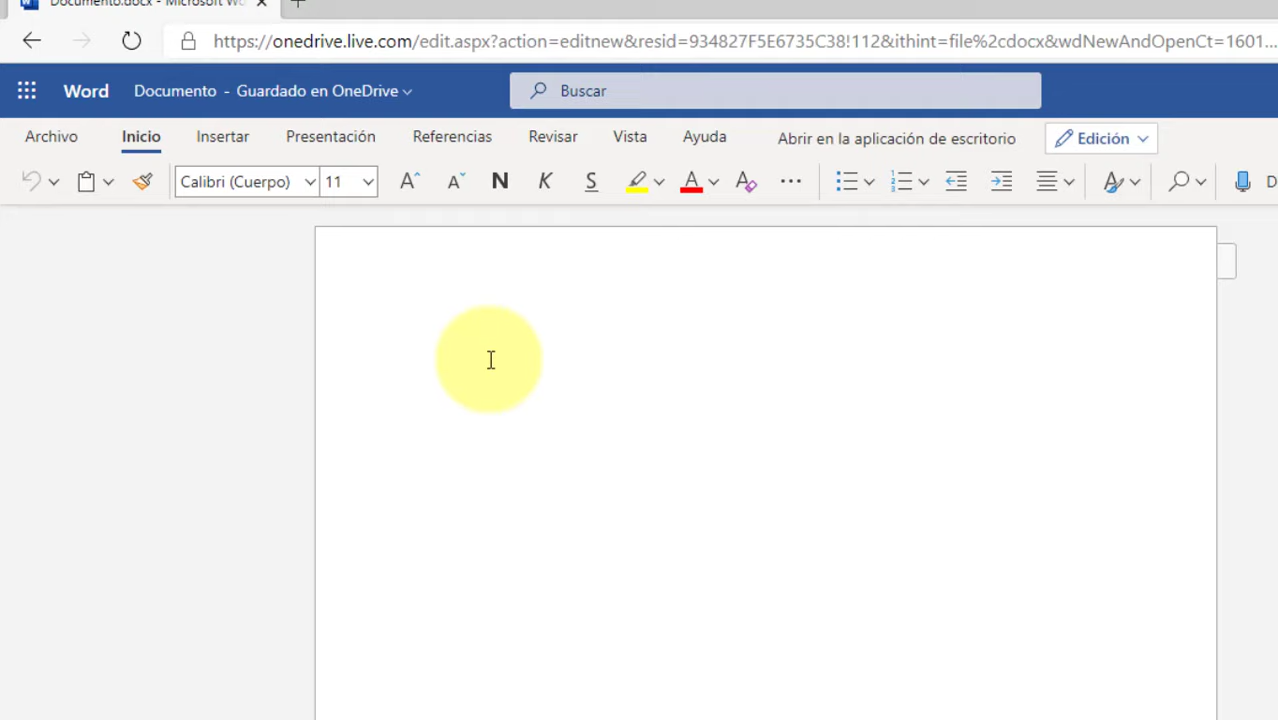 Documento.docx - Microsoft Wo
https://onedrive.live.com/edit.aspx?action=editnew&resid=934827F5E6735C38!112&ithint=file%2cdocx&wdNewAndOpenCt=1601...
Word Documento - Guardado en OneDrive Buscar
Archivo Inicio Insertar Presentación Referencias Revisar Vista Ayuda Abrir en la aplicación de escritorio Edición
Calibri (Cuerpo) 11 A A N K S A A ... D